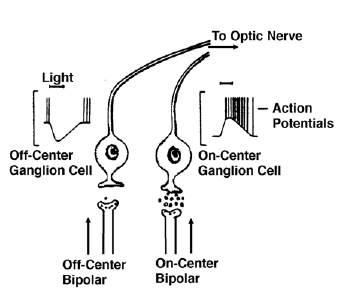 To Optic Nerve
Light
Action
Potentials
Off-Center
Ganglion Cell
On-Center
Ganglion Cell
Off-Center
Bipolar
On-Center
Bipolar